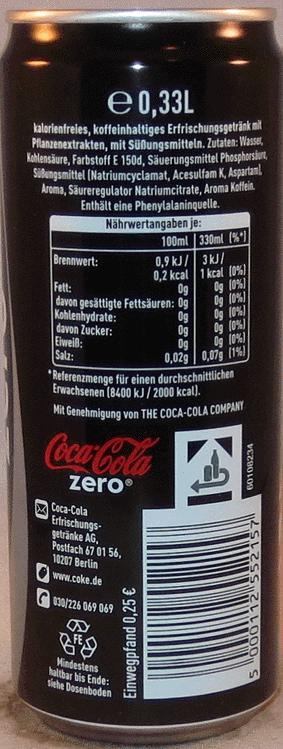 ℮ 0,33L
kalorienfreies, koffeinhaltiges Erfrischungsgetränk mit
Pflanzenextrakten, mit Süßungsmitteln. Zutaten: Wasser,
Kohlensäure, Farbstoff E 150d, Säuerungsmittel Phosphorsäure,
Süßungsmittel (Natriumcyclamat, Acesulfam K, Aspartam),
Aroma, Säureregulator Natriumcitrate, Aroma Koffein.
Enthält eine Phenylalaninquelle.
Nährwertangaben je:
100ml 330ml (%*)
Brennwert: 0,9 kJ / 3 kJ /
0,2 kcal 1 kcal (0%)
Fett: 0g 0g (0%)
davon gesättigte Fettsäuren: 0g 0g (0%)
Kohlenhydrate: 0g 0g (0%)
davon Zucker: 0g 0g (0%)
Eiweiß: 0g 0g (0%)
Salz: 0,02g 0,07g (1%)
*Referenzmenge für einen durchschnittlichen
Erwachsenen (8400 kJ / 2000 kcal).
Mit Genehmigung von THE COCA-COLA COMPANY
Coca-Cola
zero®
60108234
Coca-Cola
Erfrischungs-
getränke AG,
Postfach 67 01 56,
10207 Berlin
www.coke.de
030/226 069 069
FE
Mindestens
haltbar bis Ende:
siehe Dosenboden
Einwegpfand 0,25 €
5 000112 552157